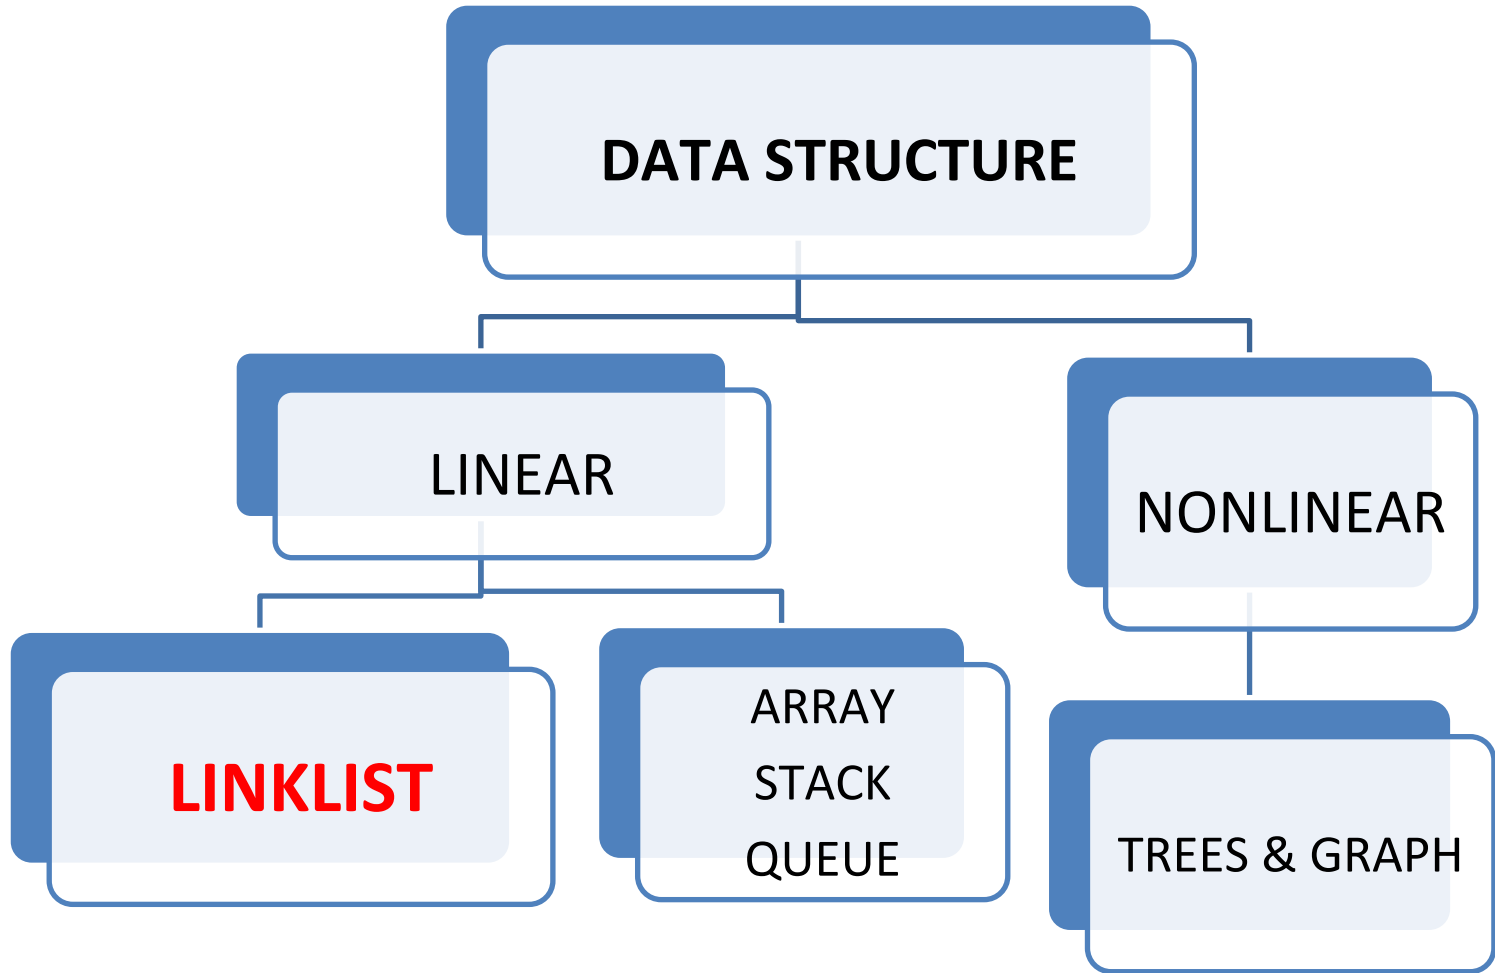 DATA STRUCTURE
LINEAR
NONLINEAR
LINKLIST
ARRAY
STACK
QUEUE
TREES & GRAPH